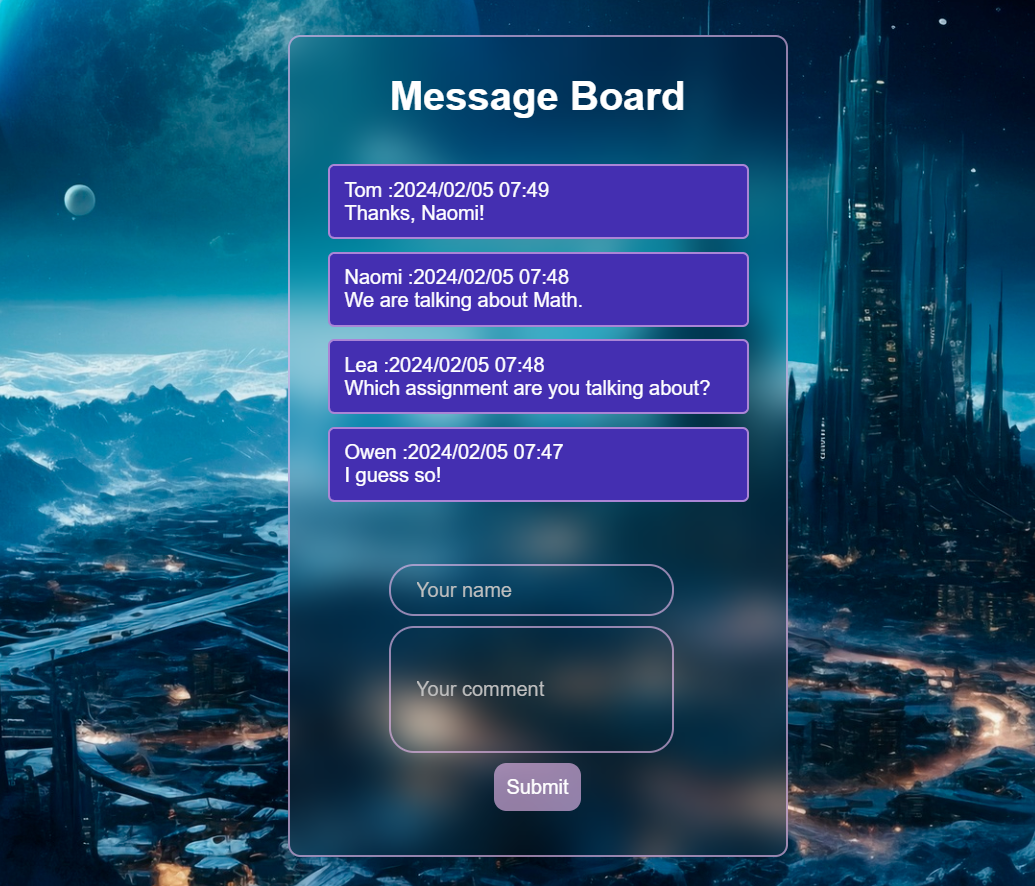 Message Board
Tom :2024/02/05 07:49
Thanks, Naomi!
Naomi :2024/02/05 07:48
We are talking about Math.
Lea :2024/02/05 07:48
Which assignment are you talking about?
Owen :2024/02/05 07:47
I guess so!
Your name
Your comment
Submit